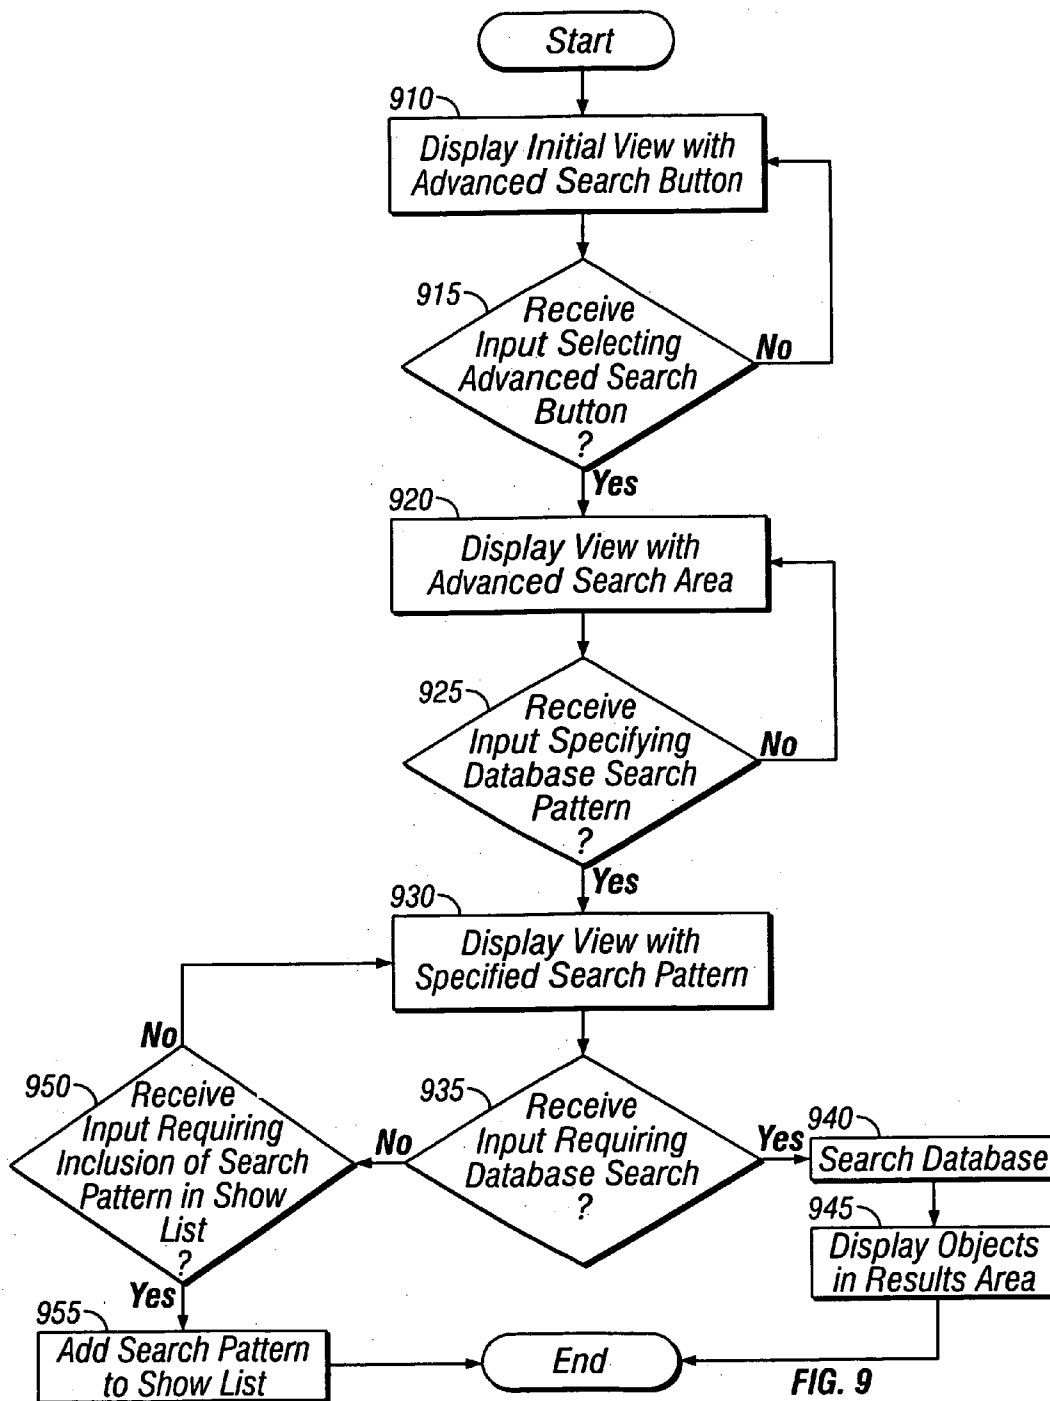 Start
910
Display Initial View with
Advanced Search Button
915
Receive
Input Selecting
Advanced Search
Button
?
No
Yes
920
Display View with
Advanced Search Area
925
Receive
Input Specifying
Database Search
Pattern
?
No
Yes
930
Display View with
Specified Search Pattern
935
Receive
Input Requiring
Database Search
?
No
Yes
940
Search Database
945
Display Objects
in Results Area
950
Receive
Input Requiring
Inclusion of Search
Pattern in Show
List
?
No
Yes
955
Add Search Pattern
to Show List
End
FIG. 9